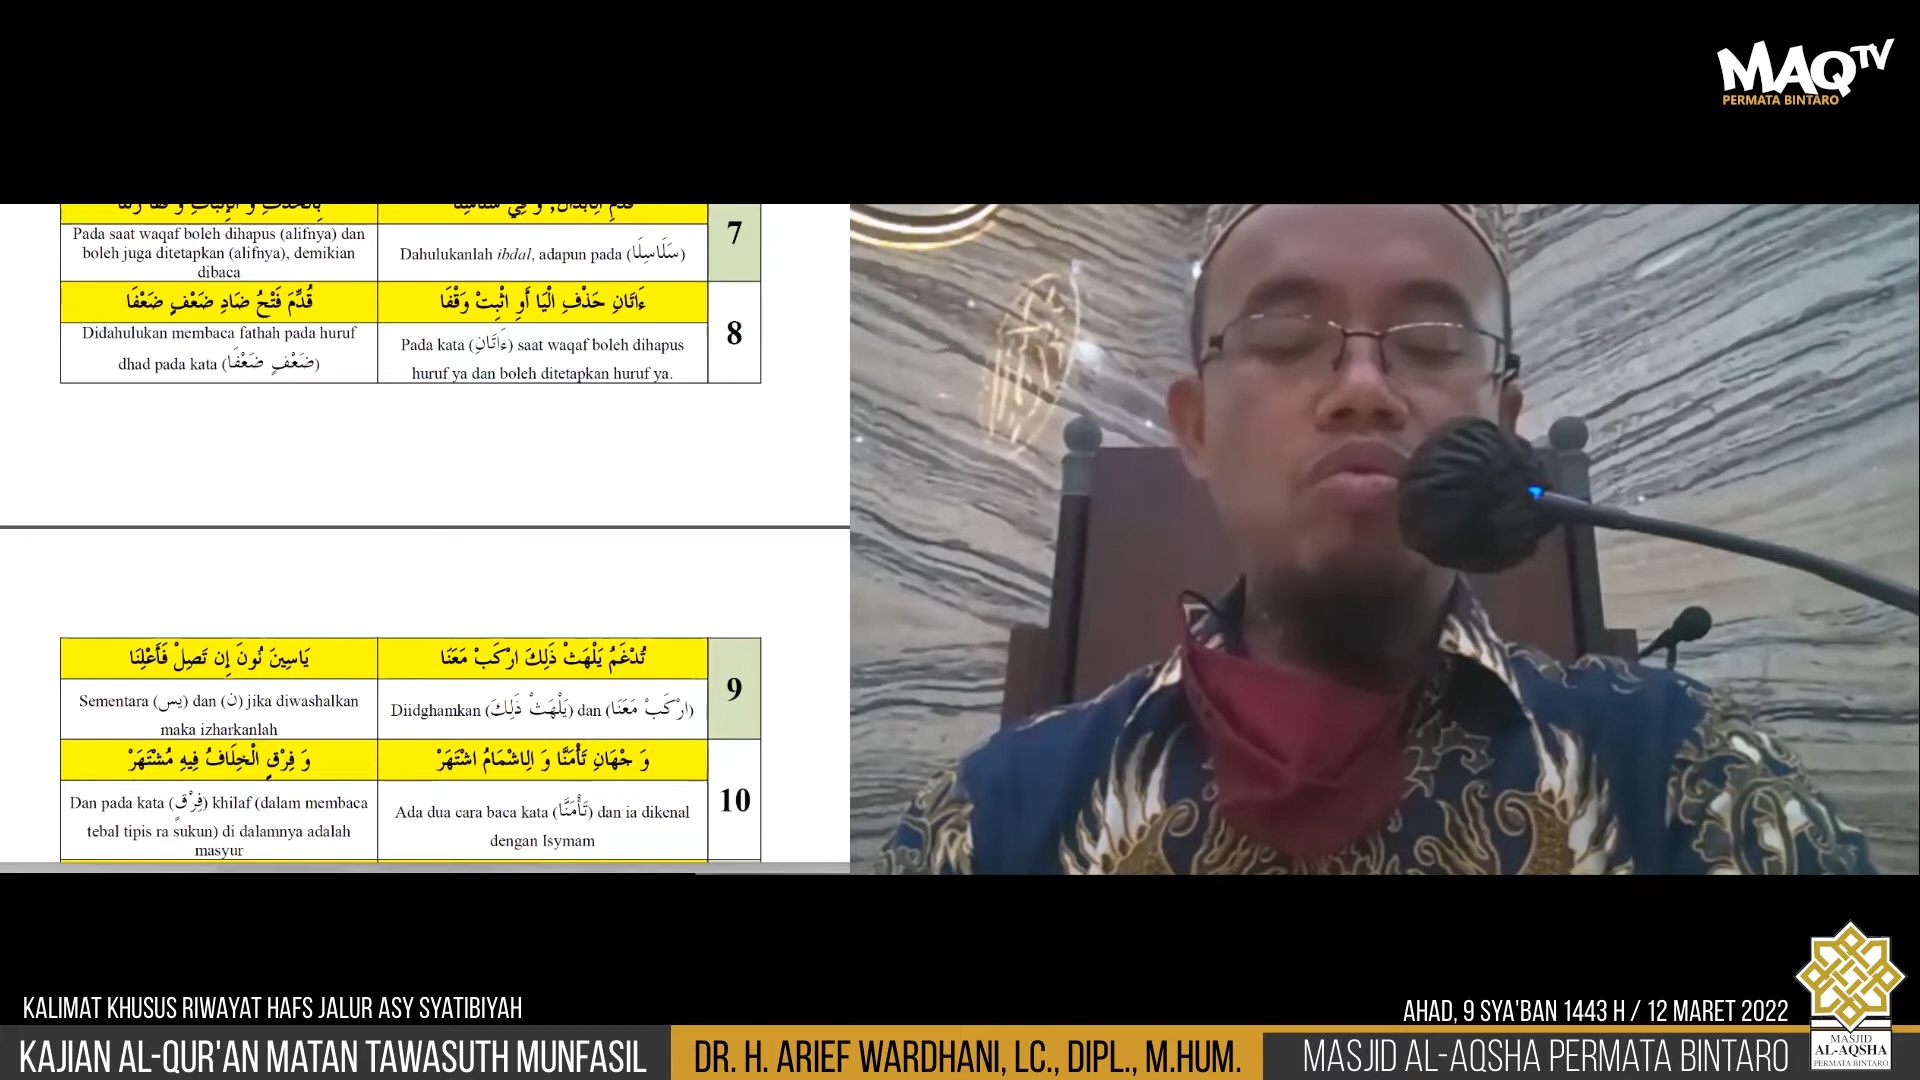 MAQTV
PERMATA BINTARO
7
Pada saat waqaf boleh dihapus (alifnya) dan
boleh juga ditetapkan (alifnya), demikian
dibaca
Dahulukanlah ibdal, adapun pada (سَلَاسِلَا)
قُدِّمَ فَتْحُ ضَادِ ضَعْفٍ ضَعْفَا
ءَاتَانِ حَذْفِ الْيَا أَوِ اثْبِتْ وَقْفَا
8
Didahulukan membaca fathah pada huruf
dhad pada kata (ضَعْفٍ ضَعْفَا)
Pada kata (ءَاتَانِ) saat waqaf boleh dihapus
huruf ya dan boleh ditetapkan huruf ya.
يَاسِينَ نُونَ إِن تَصِلْ فَأَعْلِنَا
تُدْغَمُ يَلْهَثْ ذَلِكَ ارْكَبْ مَعَنَا
9
Sementara (يس) dan (ن) jika diwashalkan
maka izharkanlah
Diidghamkan (يَلْهَثْ ذَلِكَ) dan (ارْكَبْ مَعَنَا)
وَ فِرْقٍ الْخِلَافُ فِيهِ مُشْتَهَرْ
وَ جْهَانِ تَأْمَنَّا وَ الِاشْمَامُ اشْتَهَرْ
10
Dan pada kata (فِرْقٍ) khilaf (dalam membaca
tebal tipis ra sukun) di dalamnya adalah
masyur
Ada dua cara baca kata (تَأْمَنَّا) dan ia dikenal
dengan Isymam
KALIMAT KHUSUS RIWAYAT HAFS JALUR ASY SYATIBIYAH
AHAD, 9 SYA'BAN 1443 H / 12 MARET 2022
KAJIAN AL-QUR'AN MATAN TAWASUTH MUNFASIL
DR. H. ARIEF WARDHANI, LC., DIPL., M.HUM.
MASJID AL-AQSHA PERMATA BINTARO
MASJID
AL-AQSHA
PERMATA BINTARO